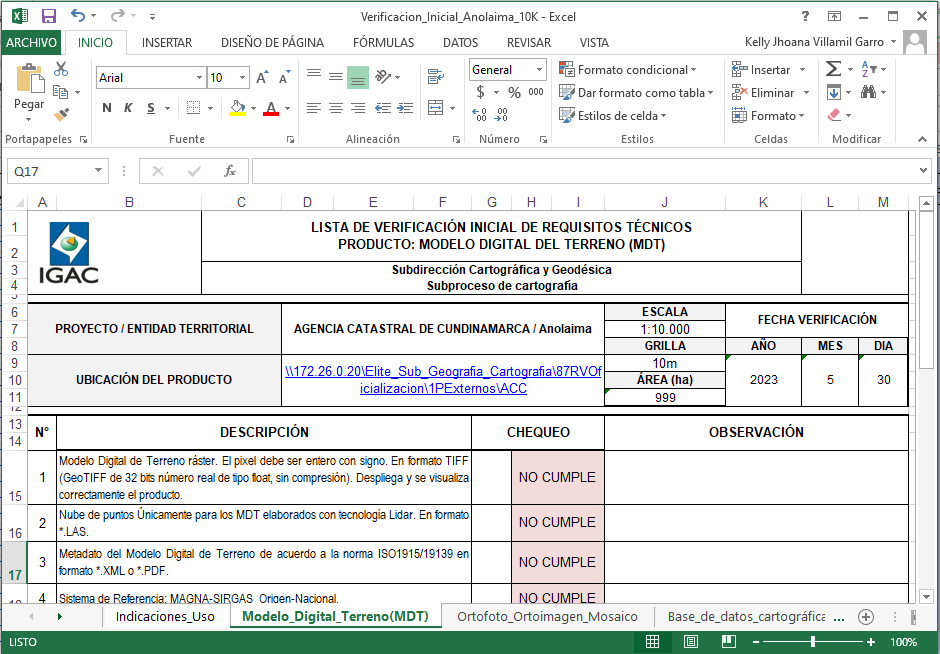 Verificacion_Inicial_Anolaima_10K - Excel
ARCHIVO INICIO INSERTAR DISEÑO DE PÁGINA FÓRMULAS DATOS REVISAR VISTA Kelly Jhoana Villamil Garro
Pegar
Arial 10
N K S
General
$ % 000
Formato condicional
Dar formato como tabla
Estilos de celda
Insertar
Eliminar
Formato
Portapapeles Fuente Alineación Número Estilos Celdas Modificar
Q17 fx
A B C D E F G H I J K L M
1
2
3
4
LISTA DE VERIFICACIÓN INICIAL DE REQUISITOS TÉCNICOS
PRODUCTO: MODELO DIGITAL DEL TERRENO (MDT)
IGAC
Subdirección Cartográfica y Geodésica
Subproceso de cartografía
6
7
8
9
10
11
PROYECTO / ENTIDAD TERRITORIAL
AGENCIA CATASTRAL DE CUNDINAMARCA / Anolaima
ESCALA
1:10.000
GRILLA
10m
ÁREA (ha)
999
FECHA VERIFICACIÓN
AÑO MES DIA
2023 5 30
UBICACIÓN DEL PRODUCTO
\\172.26.0.20\Elite_Sub_Geografia_Cartografia\87RVOf
icializacion\1PExternos\ACC
13
14
N° DESCRIPCIÓN CHEQUEO OBSERVACIÓN
15
1
Modelo Digital de Terreno ráster. El pixel debe ser entero con signo. En formato TIFF
(GeoTIFF de 32 bits número real de tipo float, sin compresión). Despliega y se visualiza
correctamente el producto.
NO CUMPLE
16
2
Nube de puntos Únicamente para los MDT elaborados con tecnología Lidar. En formato
*.LAS.
NO CUMPLE
17
3
Metadato del Modelo Digital de Terreno de acuerdo a la norma ISO1915/19139 en
formato *.XML o *.PDF.
NO CUMPLE
4
Sistema de Referencia: MAGNA-SIRGAS Origen-Nacional.
NO CUMPLE
Indicaciones_Uso Modelo_Digital_Terreno(MDT) Ortofoto_Ortoimagen_Mosaico Base_de_datos_cartográfica ...
LISTO 100%